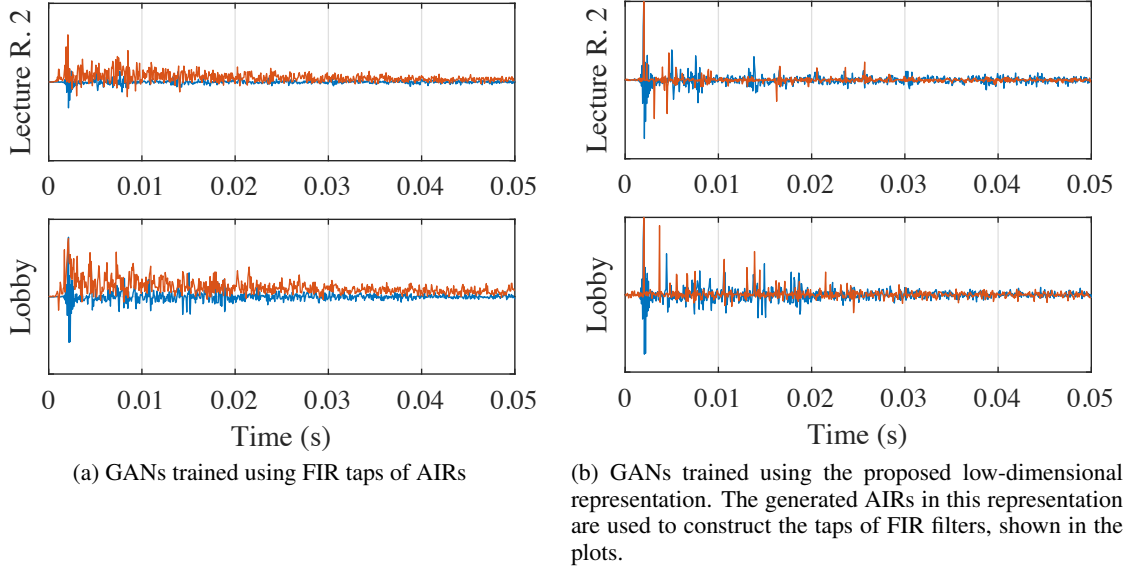 Lecture R. 2
0 0.01 0.02 0.03 0.04 0.05
Lobby
0 0.01 0.02 0.03 0.04 0.05
Time (s)
(a) GANs trained using FIR taps of AIRs
Lecture R. 2
0 0.01 0.02 0.03 0.04 0.05
Lobby
0 0.01 0.02 0.03 0.04 0.05
Time (s)
(b) GANs trained using the proposed low-dimensional
representation. The generated AIRs in this representation
are used to construct the taps of FIR filters, shown in the
plots.